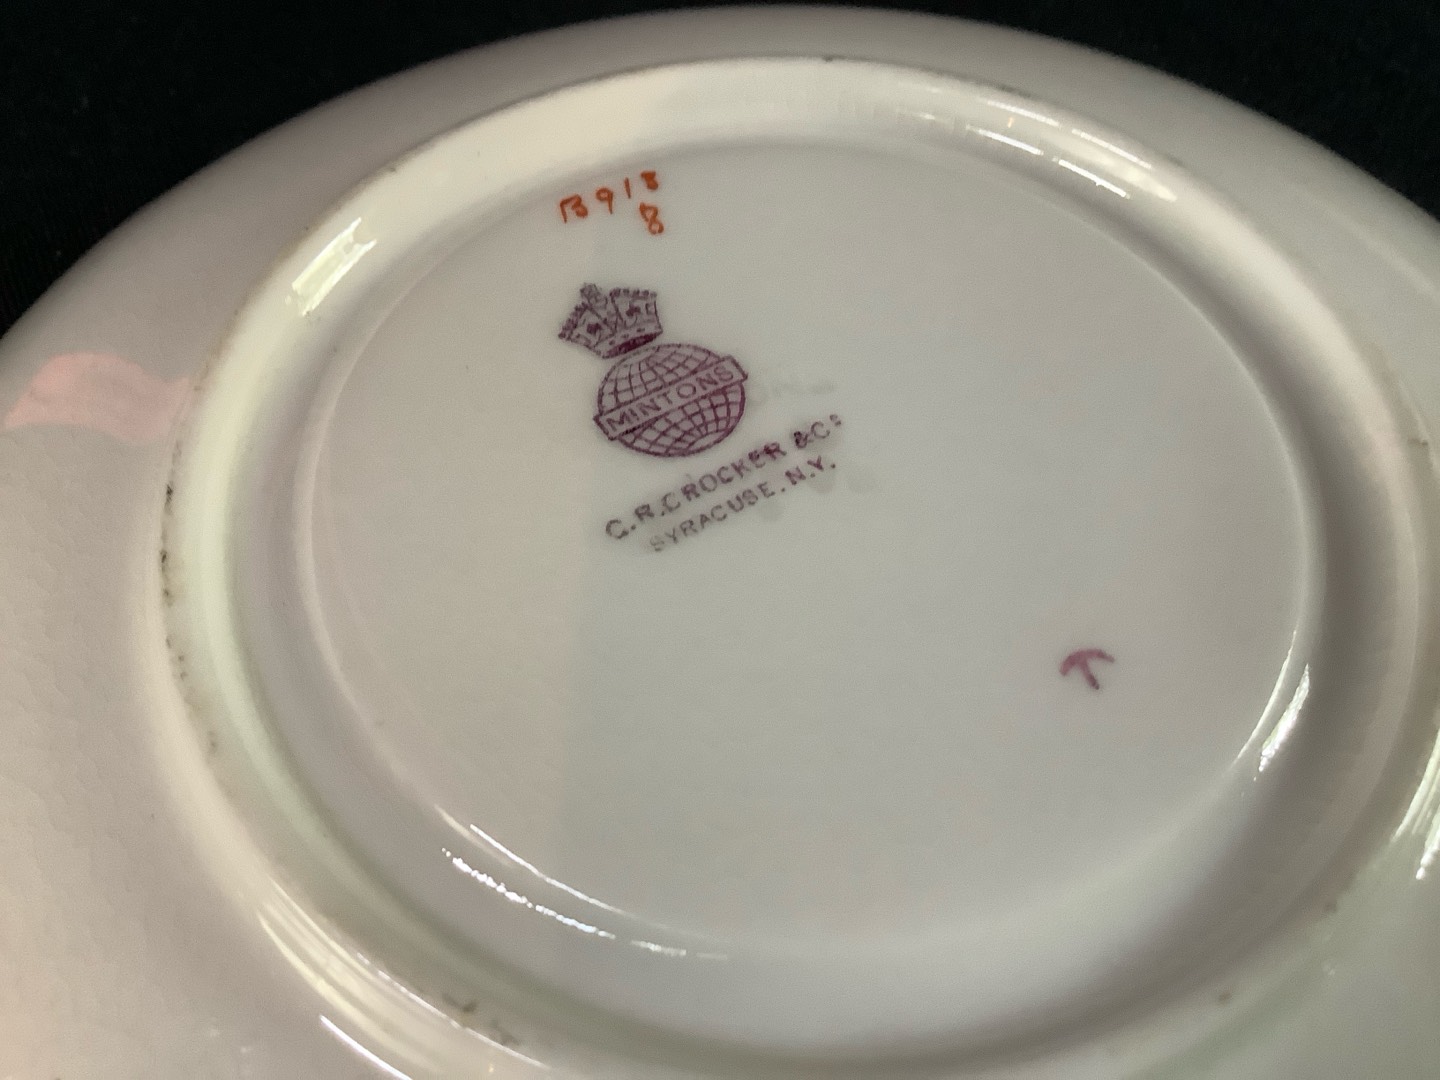 B918
8
MINTONS
C.R.CROCKER &Co
SYRACUSE.N.Y.